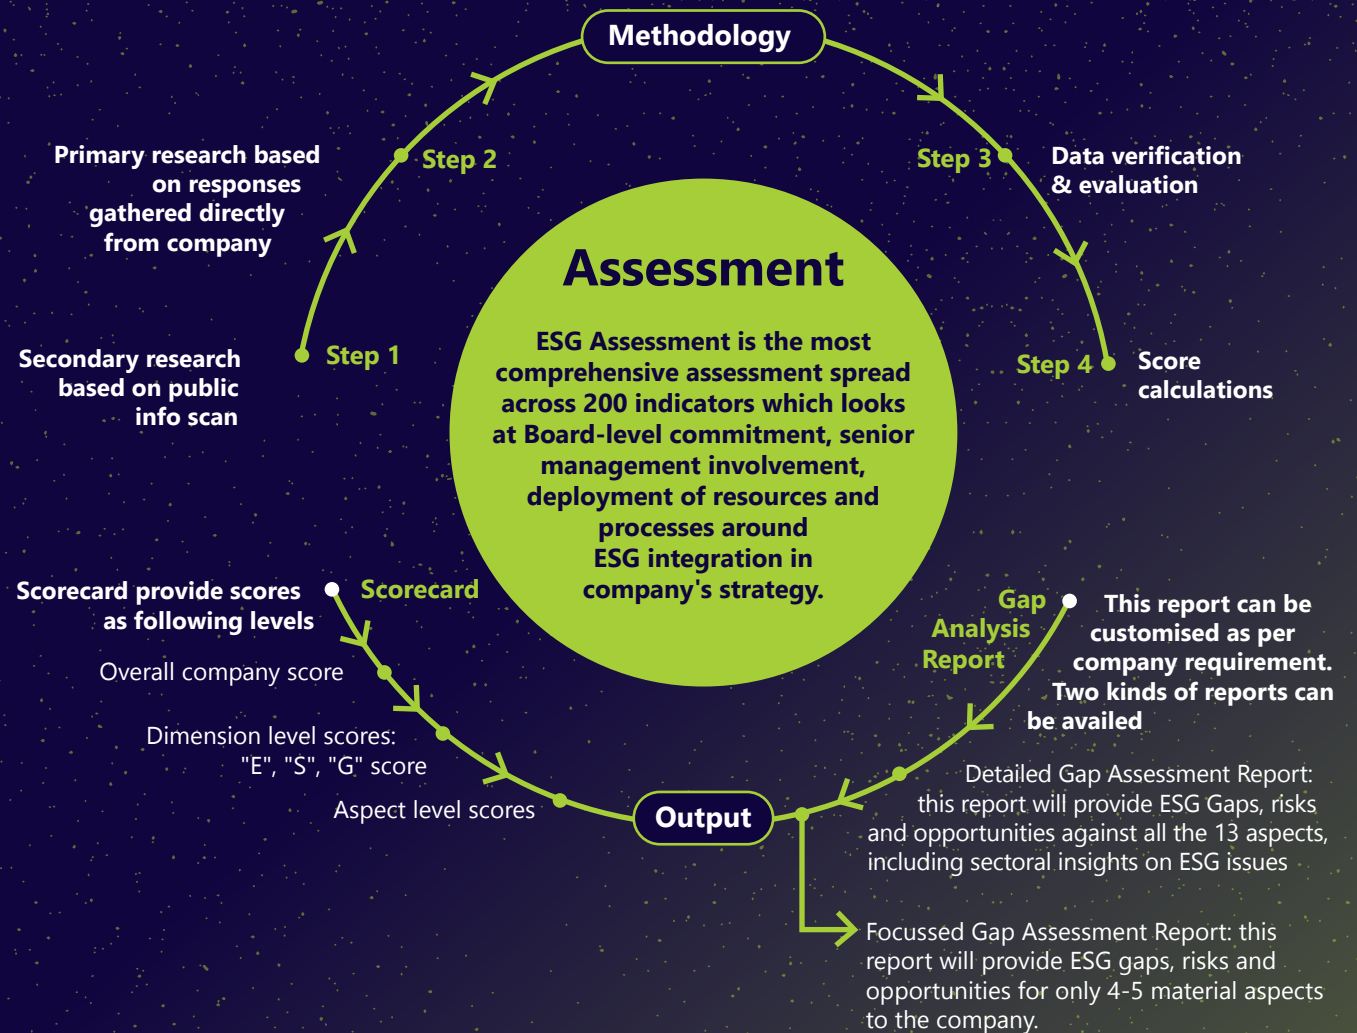 Methodology
Step 1
Secondary research
based on public
info scan
Step 2
Primary research based
on responses
gathered directly
from company
Step 3
Data verification
& evaluation
Step 4
Score
calculations
Assessment
ESG Assessment is the most
comprehensive assessment spread
across 200 indicators which looks
at Board-level commitment, senior
management involvement,
deployment of resources and
processes around
ESG integration in
company's strategy.
Scorecard
Scorecard provide scores
as following levels
Overall company score
Dimension level scores:
"E", "S", "G" score
Aspect level scores
Output
Gap
Analysis
Report
This report can be
customised as per
company requirement.
Two kinds of reports can
be availed
Detailed Gap Assessment Report:
this report will provide ESG Gaps, risks
and opportunities against all the 13 aspects,
including sectoral insights on ESG issues
Focussed Gap Assessment Report: this
report will provide ESG gaps, risks and
opportunities for only 4-5 material aspects
to the company.